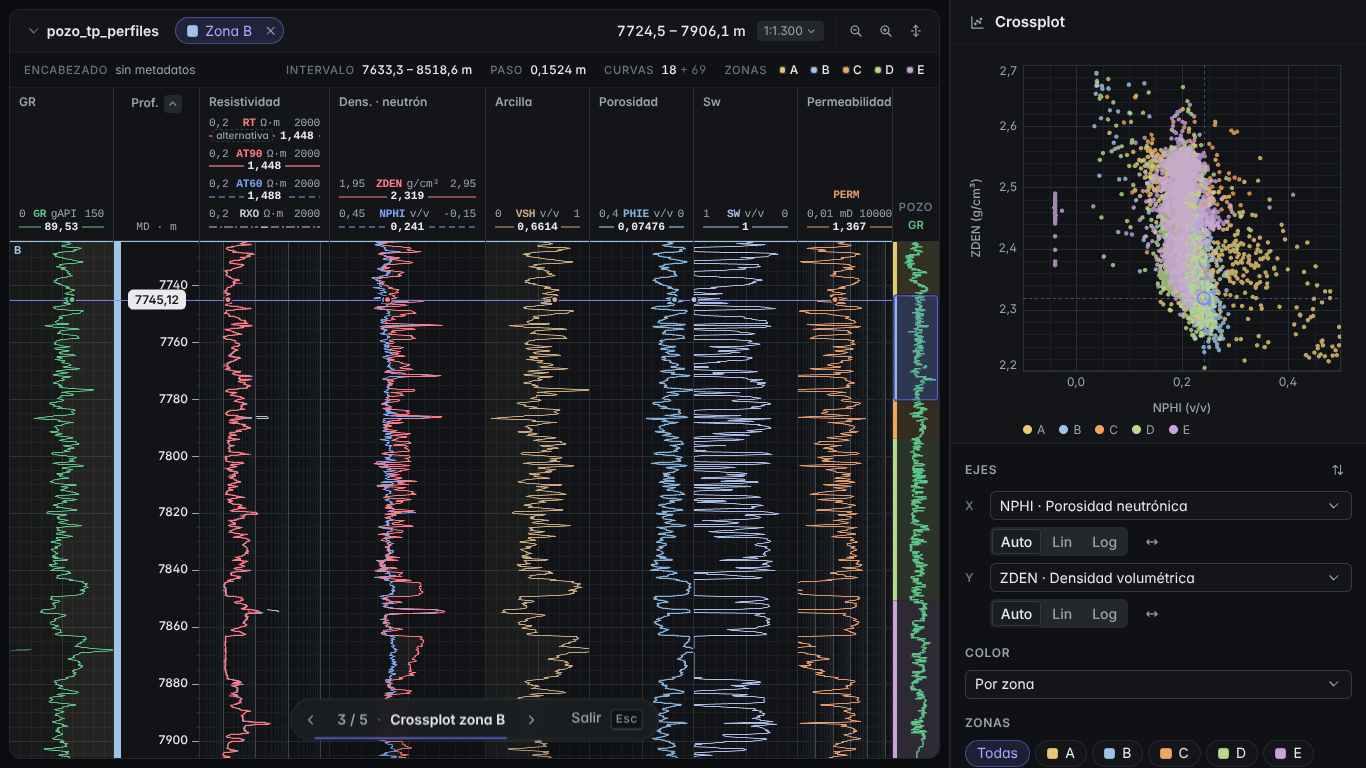 pozo_tp_perfiles Zona B 7724,5 – 7906,1 m 1:1.300
ENCABEZADO sin metadatos INTERVALO 7633,3 – 8518,6 m PASO 0,1524 m CURVAS 18 + 69 ZONAS A B C D E
GR Prof. Resistividad Dens. · neutrón Arcilla Porosidad Sw Permeabilidad
0,2 RT Ω·m 2000
alternativa · 1,448
0,2 AT90 Ω·m 2000
1,448
0,2 AT60 Ω·m 2000 1,95 ZDEN g/cm³ 2,95
1,488 2,319 PERM
0 GR gAPI 150 0,2 RXO Ω·m 2000 0,45 NPHI v/v -0,15 0 VSH v/v 1 0,4 PHIE v/v 0 1 SW v/v 0 0,01 mD 10000 POZO
89,53 MD · m 0,241 0,6614 0,07476 1 1,367 GR
B
7740
7745,12
7760
7780
7800
7820
7840
7860
7880
7900
3 / 5 · Crossplot zona B Salir Esc
Crossplot
2,7
2,6
2,5
2,4
2,3
2,2
ZDEN (g/cm³)
0,0 0,2 0,4
NPHI (v/v)
A B C D E
EJES
X NPHI · Porosidad neutrónica
Auto Lin Log
Y ZDEN · Densidad volumétrica
Auto Lin Log
COLOR
Por zona
ZONAS
Todas A B C D E